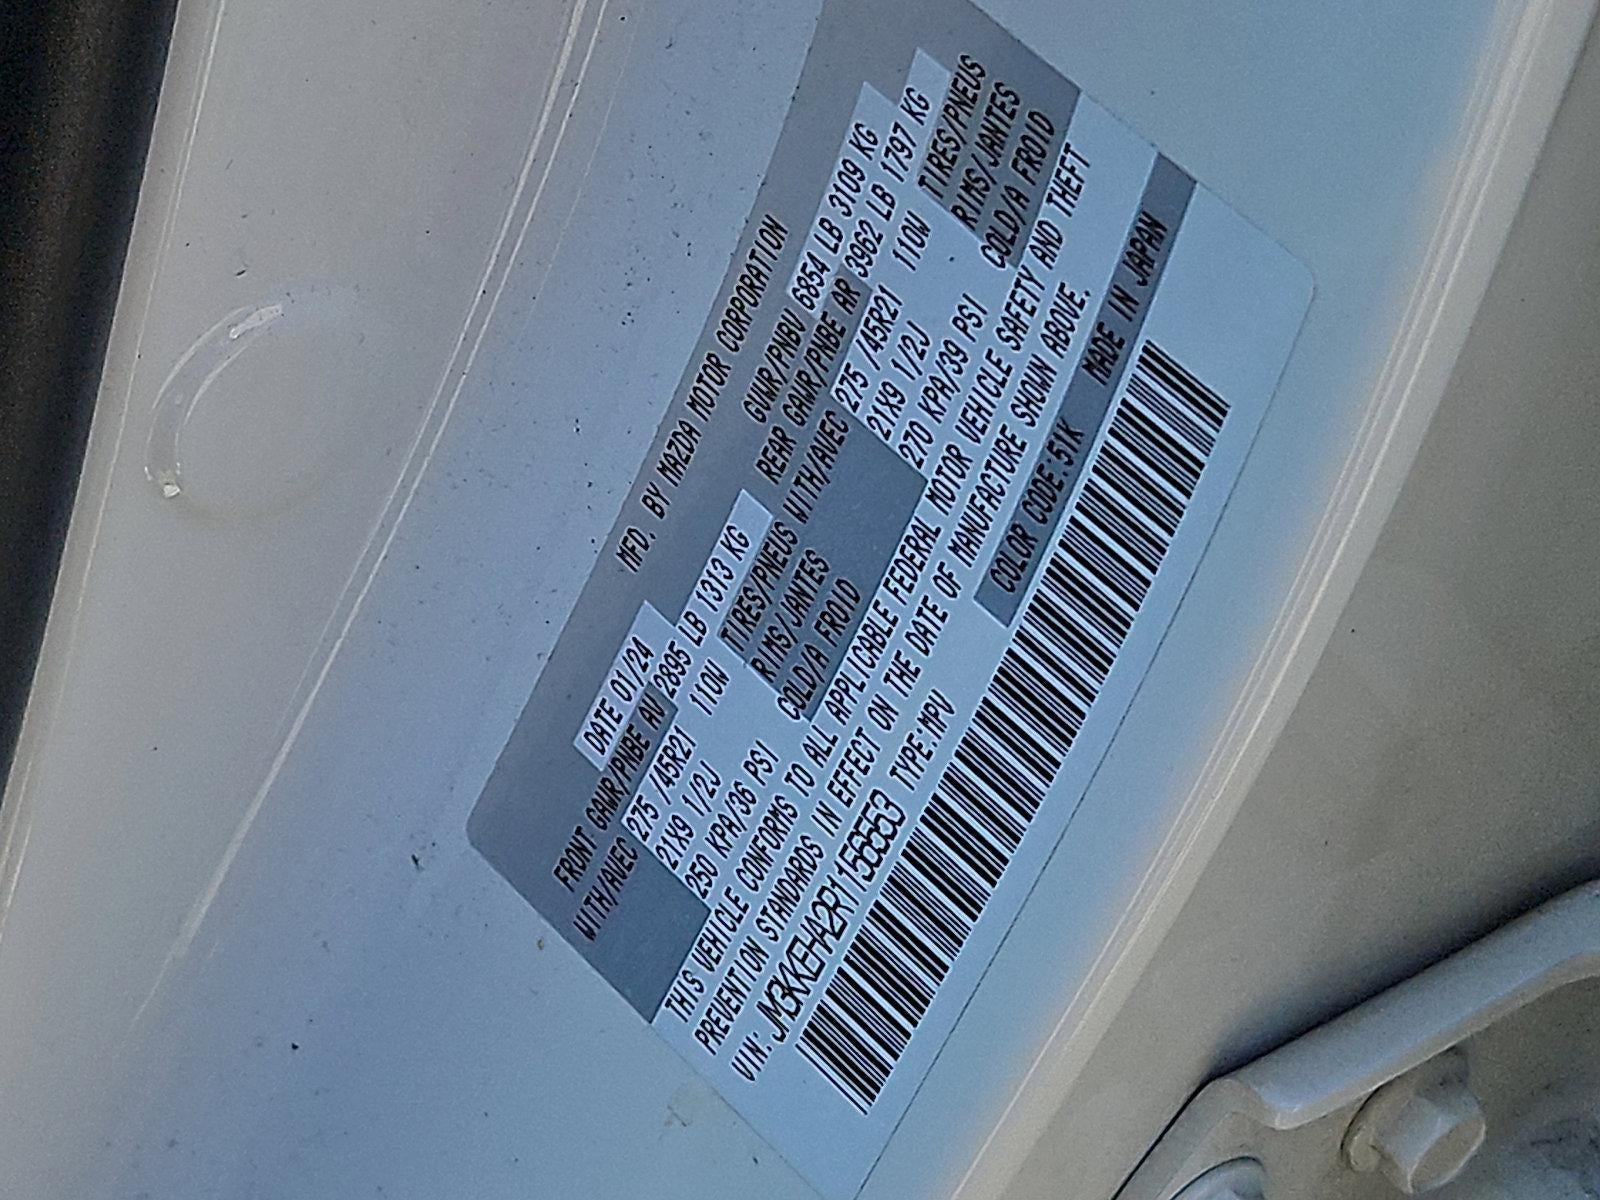 MFD. BY MAZDA MOTOR CORPORATION
DATE 01/24 GVWR/PNBV 6854 LB 3109 KG
FRONT GAWR/PNBE AV 2895 LB 1313 KG REAR GAWR/PNBE AR 3962 LB 1797 KG
WITH/AVEC 275 /45R21 110W TIRES/PNEUS WITH/AVEC 275 /45R21 110W TIRES/PNEUS
21X9 1/2J RIMS/JANTES 21X9 1/2J RIMS/JANTES
250 KPA/36 PSI COLD/A FROID 270 KPA/39 PSI COLD/A FROID
THIS VEHICLE CONFORMS TO ALL APPLICABLE FEDERAL MOTOR VEHICLE SAFETY AND THEFT
PREVENTION STANDARDS IN EFFECT ON THE DATE OF MANUFACTURE SHOWN ABOVE.
VIN: JM3KKEHA2R1156553 TYPE:MPV COLOR CODE:51K MADE IN JAPAN